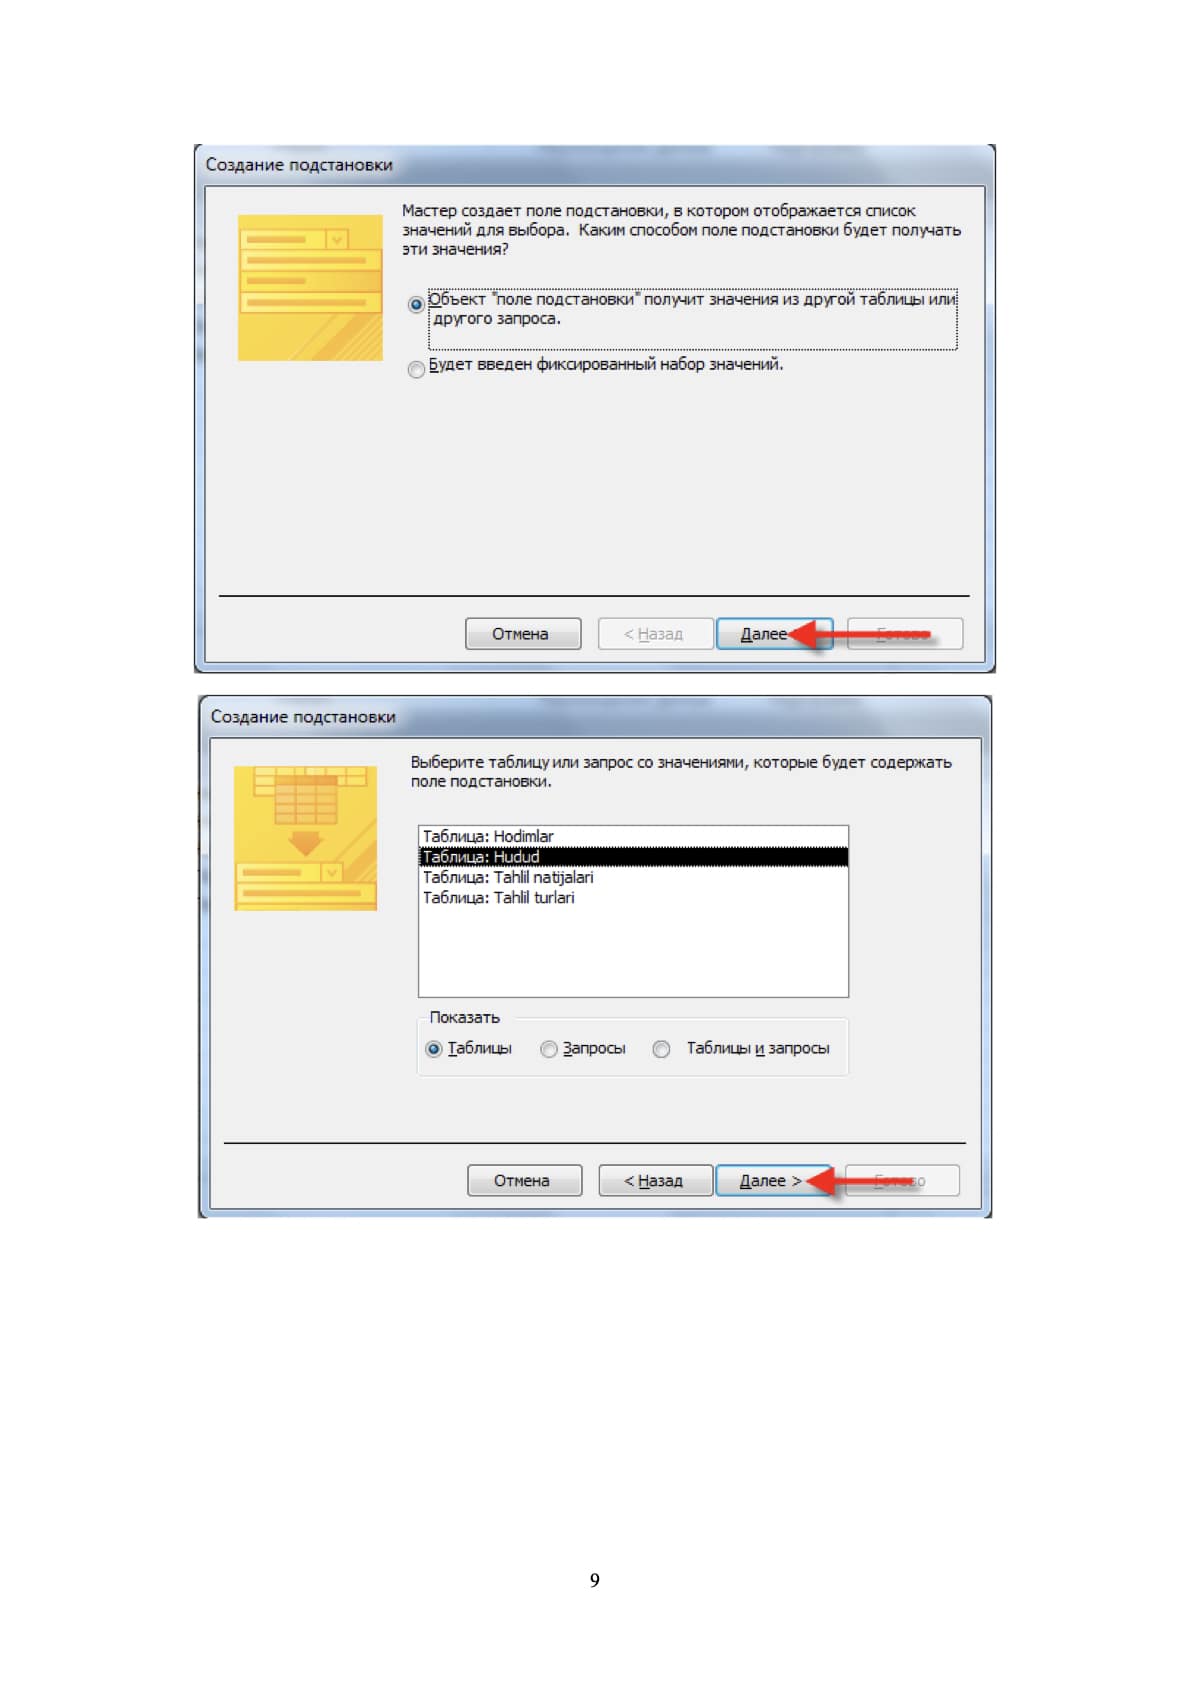 Создание подстановки
Мастер создает поле подстановки, в котором отображается список
значений для выбора. Каким способом поле подстановки будет получать
эти значения?
Объект "поле подстановки" получит значения из другой таблицы или
другого запроса.
Будет введен фиксированный набор значений.
Отмена
< Назад
Далее
Готово
Создание подстановки
Выберите таблицу или запрос со значениями, которые будет содержать
поле подстановки.
Таблица: Hodimlar
Таблица: Hudud
Таблица: Tahlil natijalari
Таблица: Tahlil turlari
Показать
Таблицы
Запросы
Таблицы и запросы
Отмена
< Назад
Далее >
Готово
9